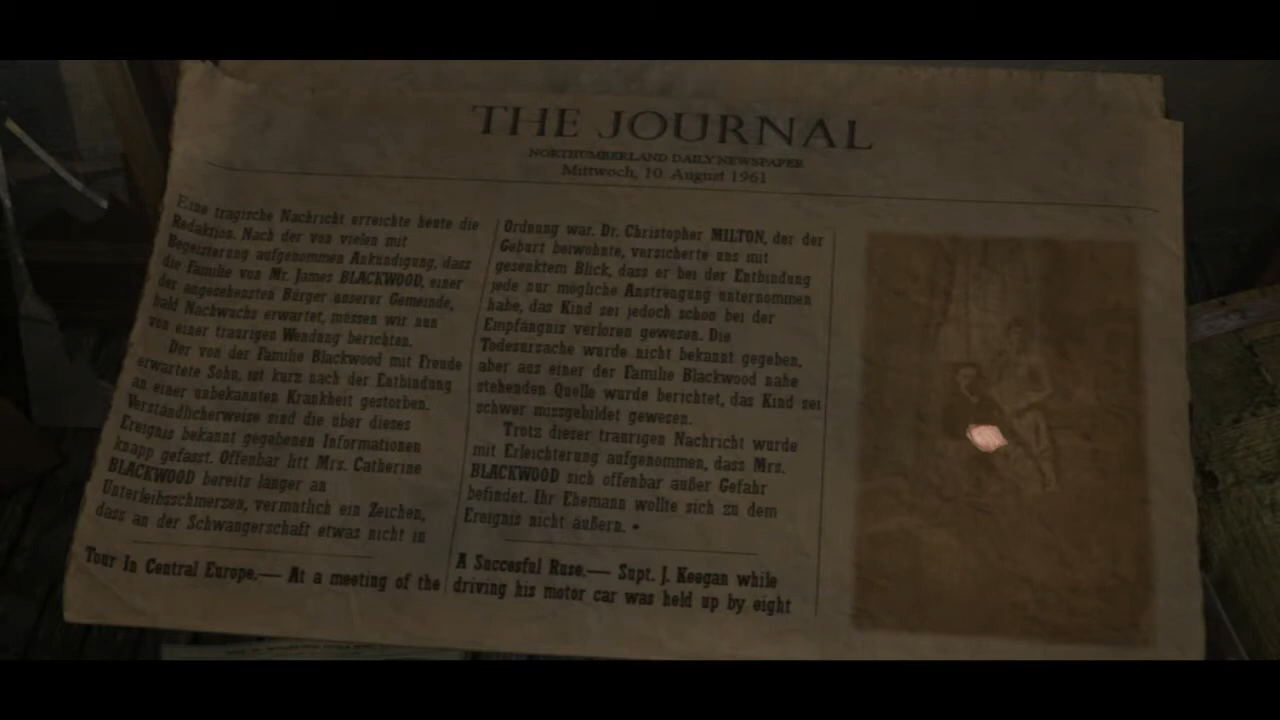 THE JOURNAL
NORTHUMBERLAND DAILY NEWSPAPER
Mittwoch, 10. August 1961
Eine tragische Nachricht erreichte heute die
Redaktion. Nach der von vielen mit
Begeisterung aufgenommen Ankündigung, dass
die Familie von Mr. James BLACKWOOD, einer
der angesehensten Bürger unserer Gemeinde,
bald Nachwuchs erwartet, müssen wir nun
von einer traurigen Wendung berichten.
Der von der Familie Blackwood mit Freude
erwartete Sohn, ist kurz nach der Entbindung
an einer unbekannten Krankheit gestorben.
Verständlicherweise sind die über dieses
Ereignis bekannt gegebenen Informationen
knapp gefasst. Offenbar litt Mrs. Catherine
BLACKWOOD bereits länger an
Unterleibsschmerzen, vermutlich ein Zeichen,
dass an der Schwangerschaft etwas nicht in
Ordnung war. Dr. Christopher MILTON, der der
Geburt beiwohnte, versicherte uns mit
gesenktem Blick, dass er bei der Entbindung
jede nur mögliche Anstrengung unternommen
habe, das Kind sei jedoch schon bei der
Empfängnis verloren gewesen. Die
Todesursache wurde nicht bekannt gegeben,
aber aus einer der Familie Blackwood nahe
stehenden Quelle wurde berichtet, das Kind sei
schwer missgebildet gewesen.
Trotz dieser traurigen Nachricht wurde
mit Erleichterung aufgenommen, dass Mrs.
BLACKWOOD sich offenbar außer Gefahr
befindet. Ihr Ehemann wollte sich zu dem
Ereignis nicht äußern. •
Tour In Central Europe.— At a meeting of the
A Succesful Ruse.— Supt. J. Keegan while
driving his motor car was held up by eight